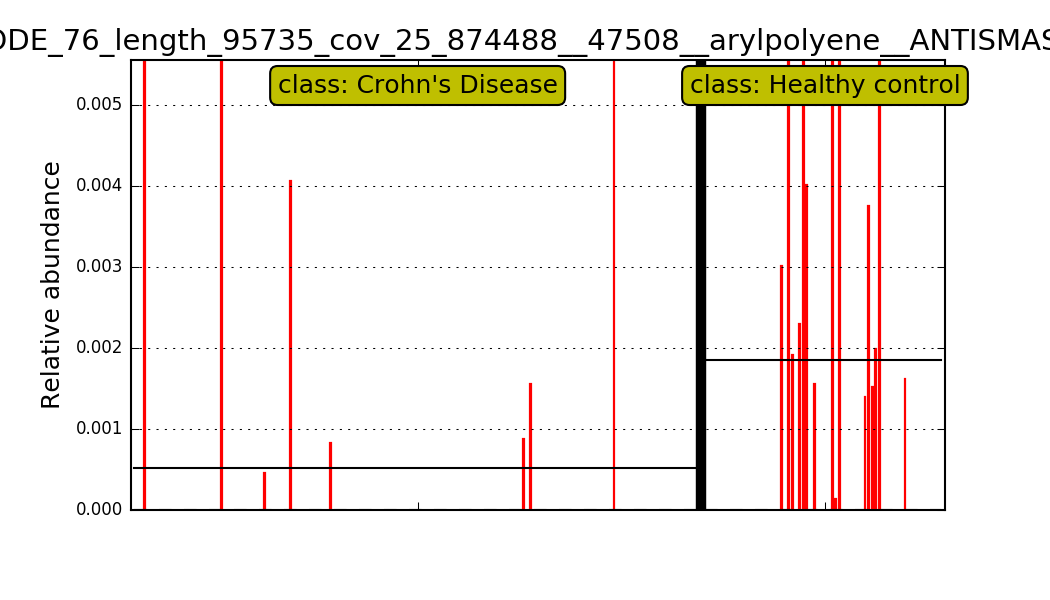 ODE_76_length_95735_cov_25_874488__47508__arylpolyene__ANTISMAS
class: Crohn's Disease
class: Healthy control
Relative abundance
0.005
0.004
0.003
0.002
0.001
0.000